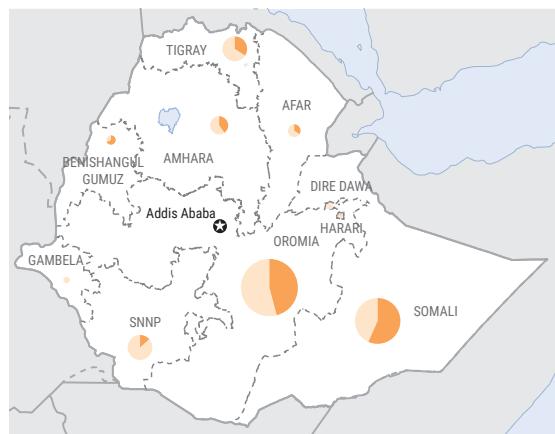 TIGRAY
AFAR
AMHARA
BENISHANGUL
GUMUZ
DIRE DAWA
Addis Ababa
HARARI
OROMIA
GAMBELA
SOMALI
SNNP